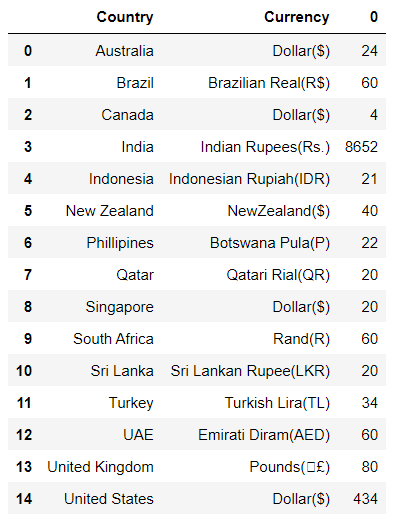 Country Currency 0
0 Australia Dollar($) 24
1 Brazil Brazilian Real(R$) 60
2 Canada Dollar($) 4
3 India Indian Rupees(Rs.) 8652
4 Indonesia Indonesian Rupiah(IDR) 21
5 New Zealand NewZealand($) 40
6 Phillipines Botswana Pula(P) 22
7 Qatar Qatari Rial(QR) 20
8 Singapore Dollar($) 20
9 South Africa Rand(R) 60
10 Sri Lanka Sri Lankan Rupee(LKR) 20
11 Turkey Turkish Lira(TL) 34
12 UAE Emirati Diram(AED) 60
13 United Kingdom Pounds(□£) 80
14 United States Dollar($) 434